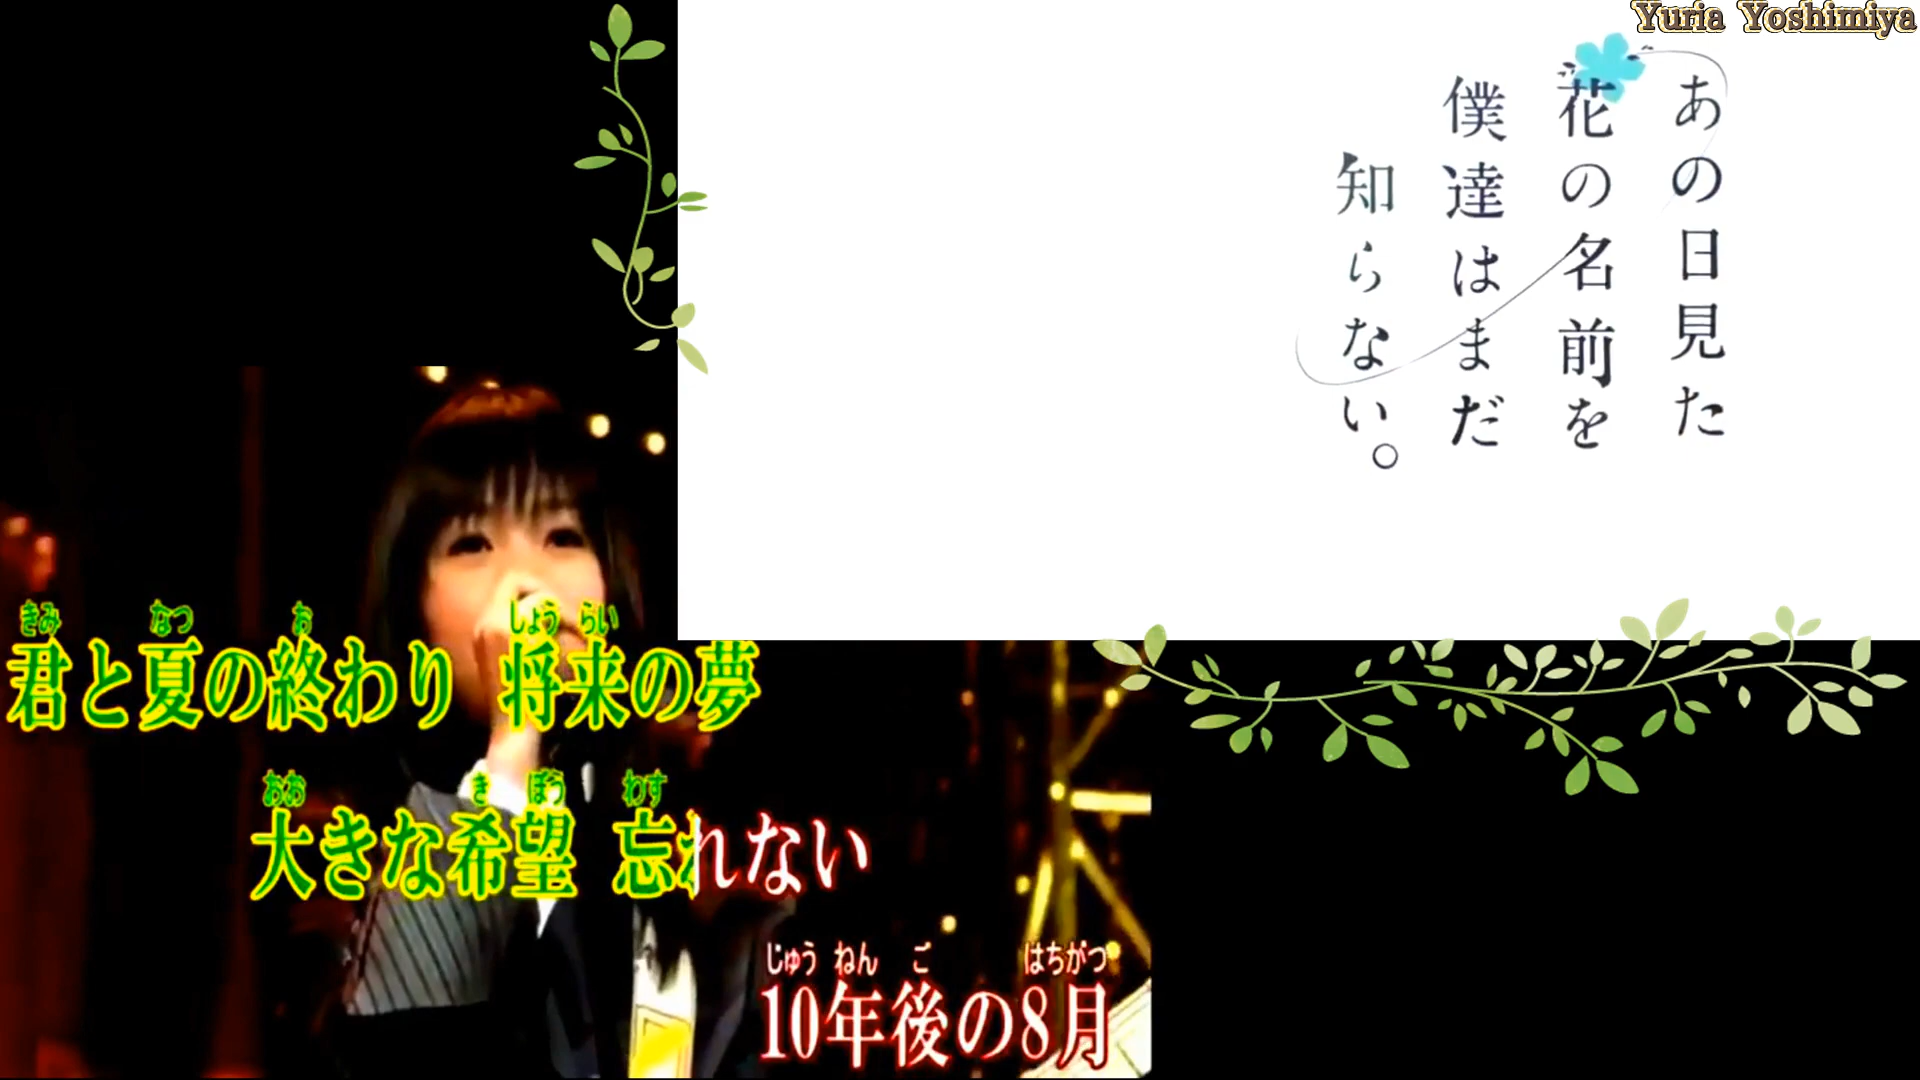 Yuria Yoshimiya
あの日見た
花の名前を
僕達はまだ
知らない。
きみ なつ お しょう らい
君と夏の終わり 将来の夢
おお き ぼう わす
大きな希望 忘れない
じゅう ねん ご はちがつ
10年後の8月